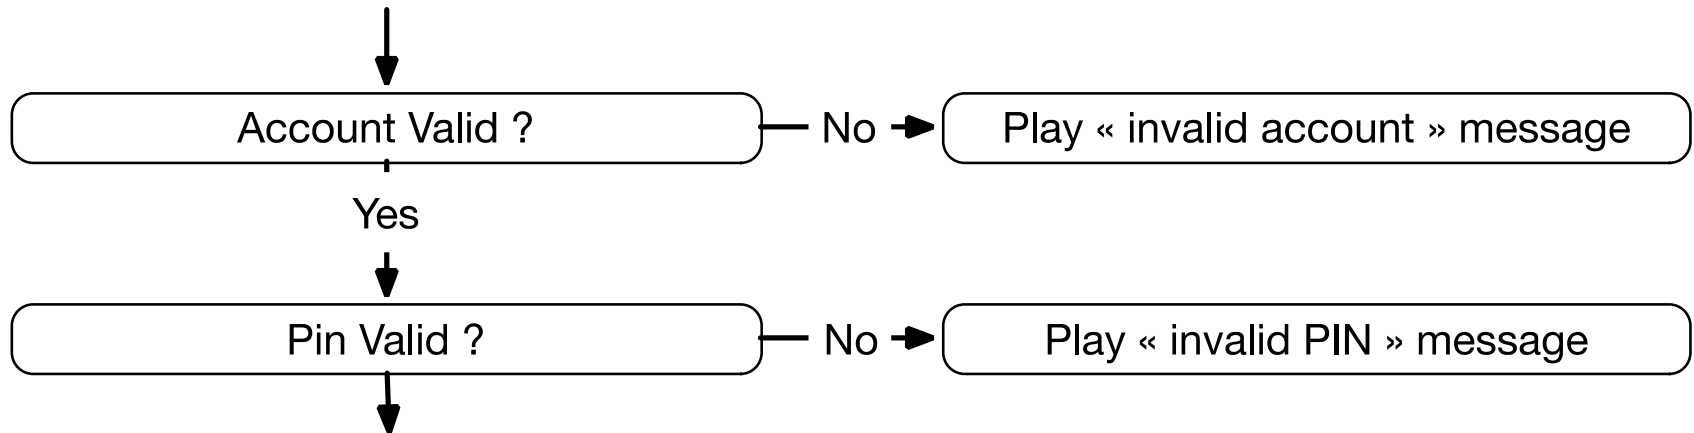 Account Valid ?
No
Play « invalid account » message
Yes
Pin Valid ?
No
Play « invalid PIN » message